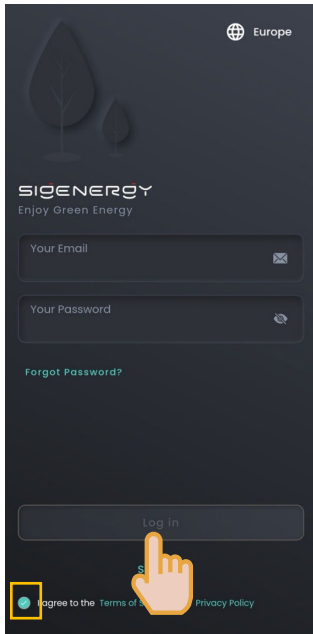 Europe
SIGENERGY
Enjoy Green Energy
Your Email
Your Password
Forgot Password?
Log in
I agree to the Terms of Privacy Policy